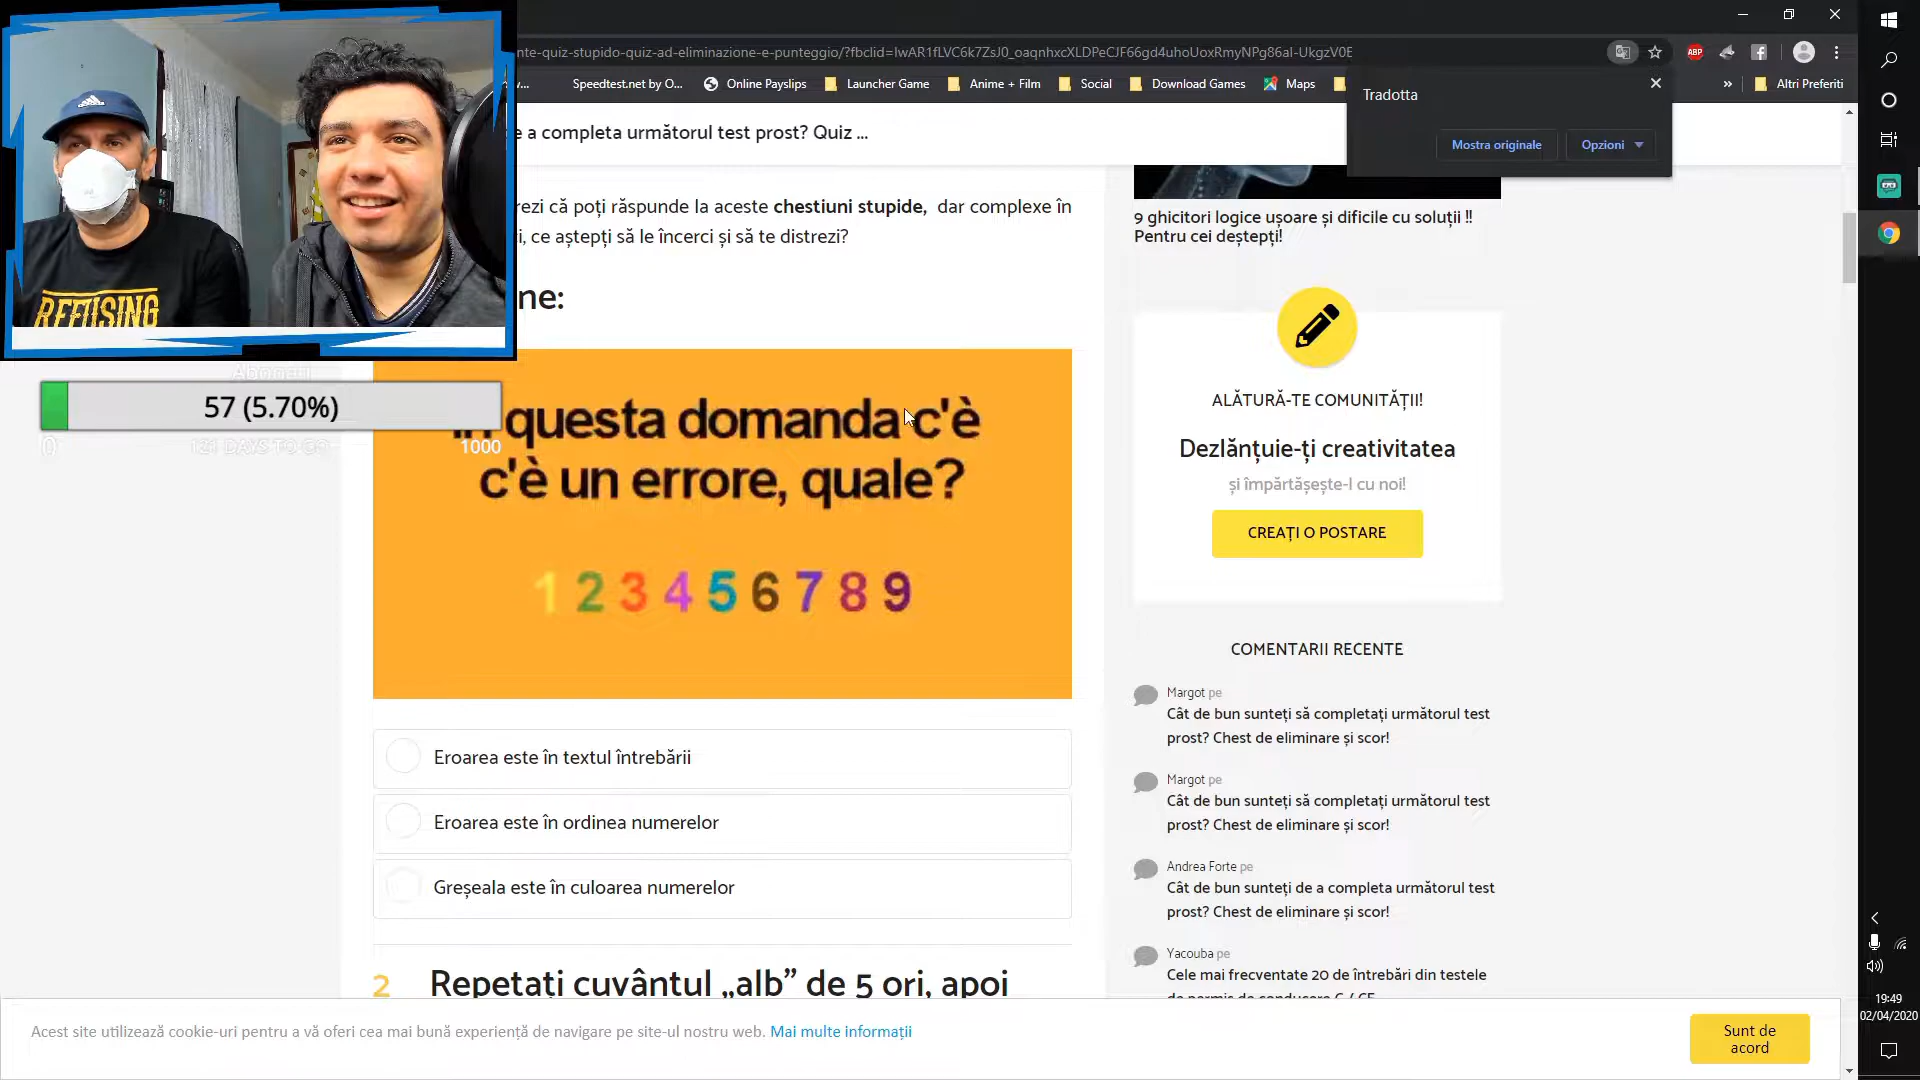 nte-quiz-stupido-quiz-ad-eliminazione-e-punteggio/?fbclid=IwAR1fLVC6k7ZsJ0_oaqnhxcXLDPeCJF66gd4uhoUoxRmyNPg86aI-UkgzV0E
Speedtest.net by O...
Online Payslips
Launcher Game
Anime + Film
Social
Download Games
Maps
»
Altri Preferiti
ABP
Tradotta
Mostra originale
Opzioni
e a completa următorul test prost? Quiz ...
rezi că poți răspunde la aceste chestiuni stupide, dar complexe în
i, ce aștepți să le încerci și să te distrezi?
ne:
REFUSING
57 (5.70%)
0
121 DAYS TO GO
1000
questa domanda c'è
c'è un errore, quale?
1 2 3 4 5 6 7 8 9
Eroarea este în textul întrebării
Eroarea este în ordinea numerelor
Greșeala este în culoarea numerelor
2 Repetați cuvântul „alb” de 5 ori, apoi
9 ghicitori logice ușoare și dificile cu soluții !!
Pentru cei deștepți!
ALĂTURĂ-TE COMUNITĂȚII!
Dezlănțuie-ți creativitatea
și împărtășește-l cu noi!
CREAȚI O POSTARE
COMENTARII RECENTE
Margot pe
Cât de bun sunteți să completați următorul test
prost? Chest de eliminare și scor!
Margot pe
Cât de bun sunteți să completați următorul test
prost? Chest de eliminare și scor!
Andrea Forte pe
Cât de bun sunteți de a completa următorul test
prost? Chest de eliminare și scor!
Yacouba pe
Cele mai frecventate 20 de întrebări din testele
Acest site utilizează cookie-uri pentru a vă oferi cea mai bună experiență de navigare pe site-ul nostru web. Mai multe informații
Sunt de
acord
19:49
02/04/2020